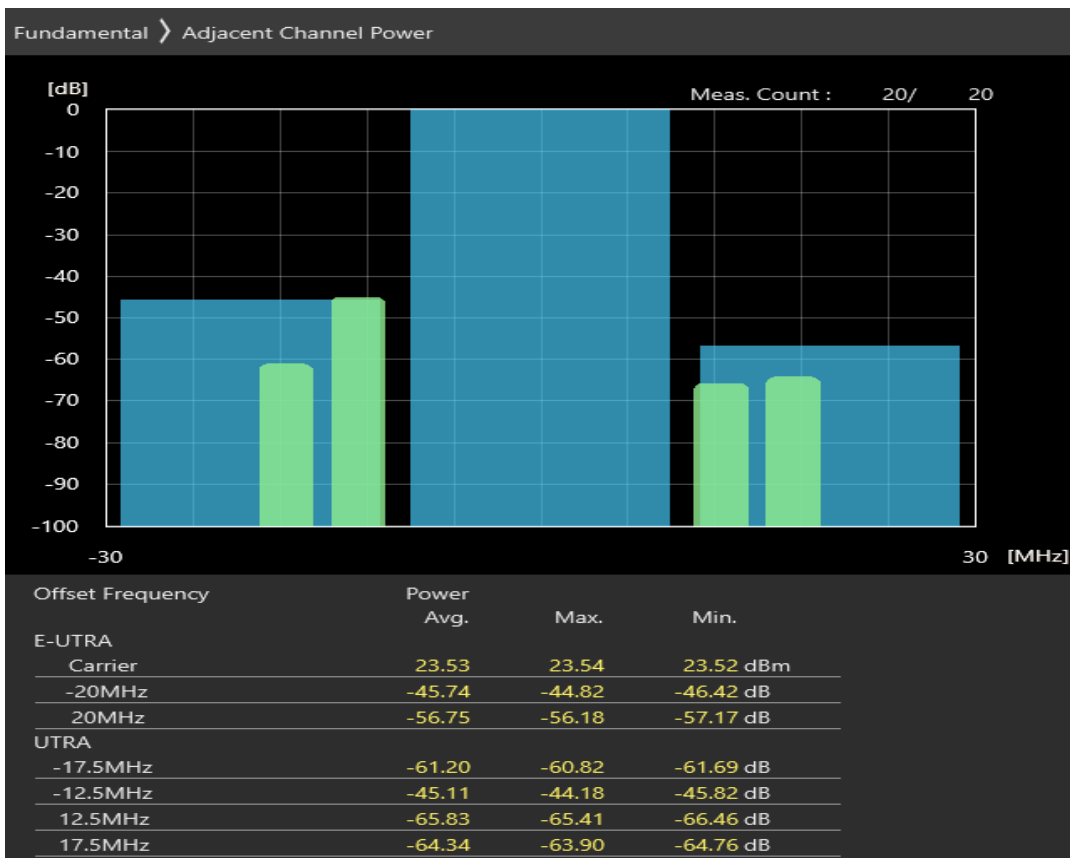 Fundamental ❯ Adjacent Channel Power
[dB]
Meas. Count : 20/ 20
0
-10
-20
-30
-40
-50
-60
-70
-80
-90
-100
-30 30 [MHz]
Offset Frequency Power
Avg. Max. Min.
E-UTRA
Carrier 23.53 23.54 23.52 dBm
-20MHz -45.74 -44.82 -46.42 dB
20MHz -56.75 -56.18 -57.17 dB
UTRA
-17.5MHz -61.20 -60.82 -61.69 dB
-12.5MHz -45.11 -44.18 -45.82 dB
12.5MHz -65.83 -65.41 -66.46 dB
17.5MHz -64.34 -63.90 -64.76 dB